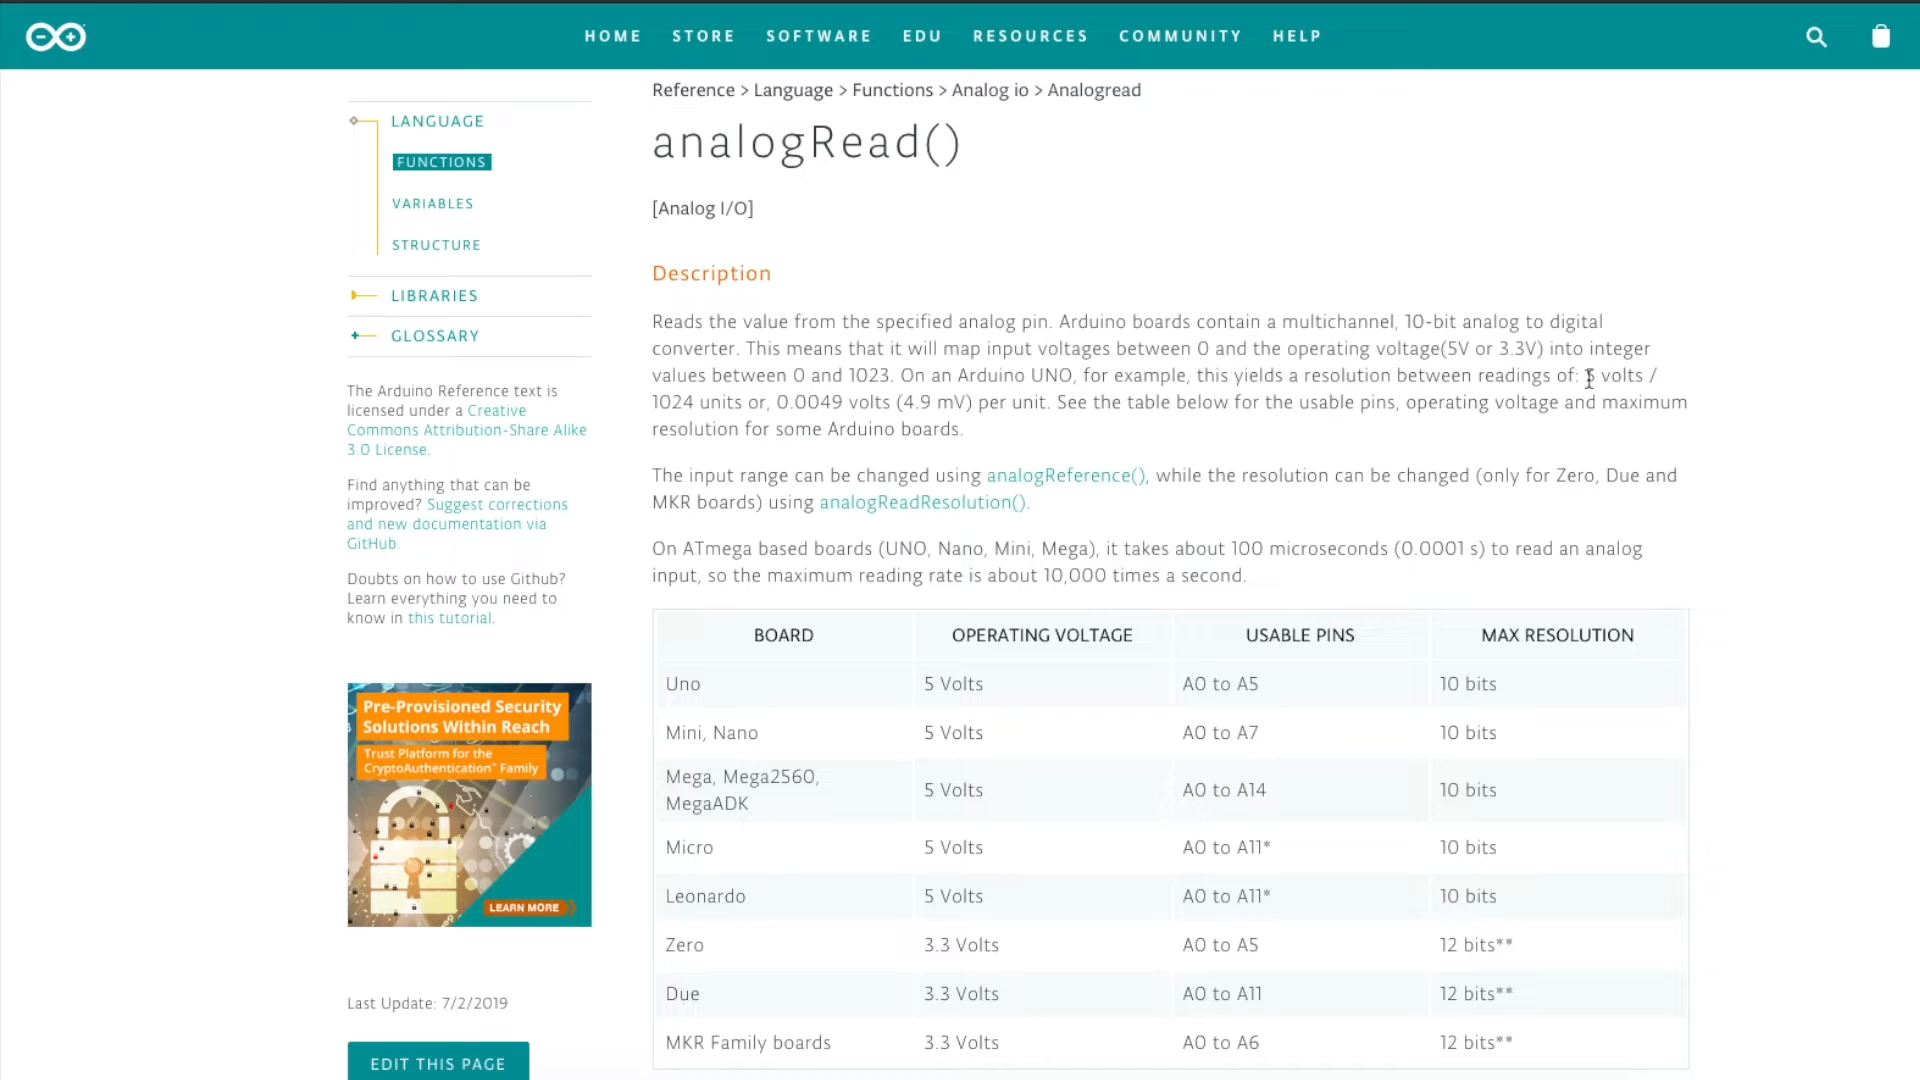 HOME STORE SOFTWARE EDU RESOURCES COMMUNITY HELP
LANGUAGE
FUNCTIONS
VARIABLES
STRUCTURE
LIBRARIES
GLOSSARY
The Arduino Reference text is
licensed under a Creative
Commons Attribution-Share Alike
3.0 License.
Find anything that can be
improved? Suggest corrections
and new documentation via
GitHub.
Doubts on how to use Github?
Learn everything you need to
know in this tutorial.
Pre-Provisioned Security
Solutions Within Reach
Trust Platform for the
CryptoAuthentication™ Family
LEARN MORE
Last Update: 7/2/2019
EDIT THIS PAGE
Reference > Language > Functions > Analog io > Analogread
analogRead()
[Analog I/O]
Description
Reads the value from the specified analog pin. Arduino boards contain a multichannel, 10-bit analog to digital
converter. This means that it will map input voltages between 0 and the operating voltage(5V or 3.3V) into integer
values between 0 and 1023. On an Arduino UNO, for example, this yields a resolution between readings of: 5 volts /
1024 units or, 0.0049 volts (4.9 mV) per unit. See the table below for the usable pins, operating voltage and maximum
resolution for some Arduino boards.
The input range can be changed using analogReference(), while the resolution can be changed (only for Zero, Due and
MKR boards) using analogReadResolution().
On ATmega based boards (UNO, Nano, Mini, Mega), it takes about 100 microseconds (0.0001 s) to read an analog
input, so the maximum reading rate is about 10,000 times a second.
BOARD OPERATING VOLTAGE USABLE PINS MAX RESOLUTION
Uno 5 Volts A0 to A5 10 bits
Mini, Nano 5 Volts A0 to A7 10 bits
Mega, Mega2560,
MegaADK 5 Volts A0 to A14 10 bits
Micro 5 Volts A0 to A11* 10 bits
Leonardo 5 Volts A0 to A11* 10 bits
Zero 3.3 Volts A0 to A5 12 bits**
Due 3.3 Volts A0 to A11 12 bits**
MKR Family boards 3.3 Volts A0 to A6 12 bits**